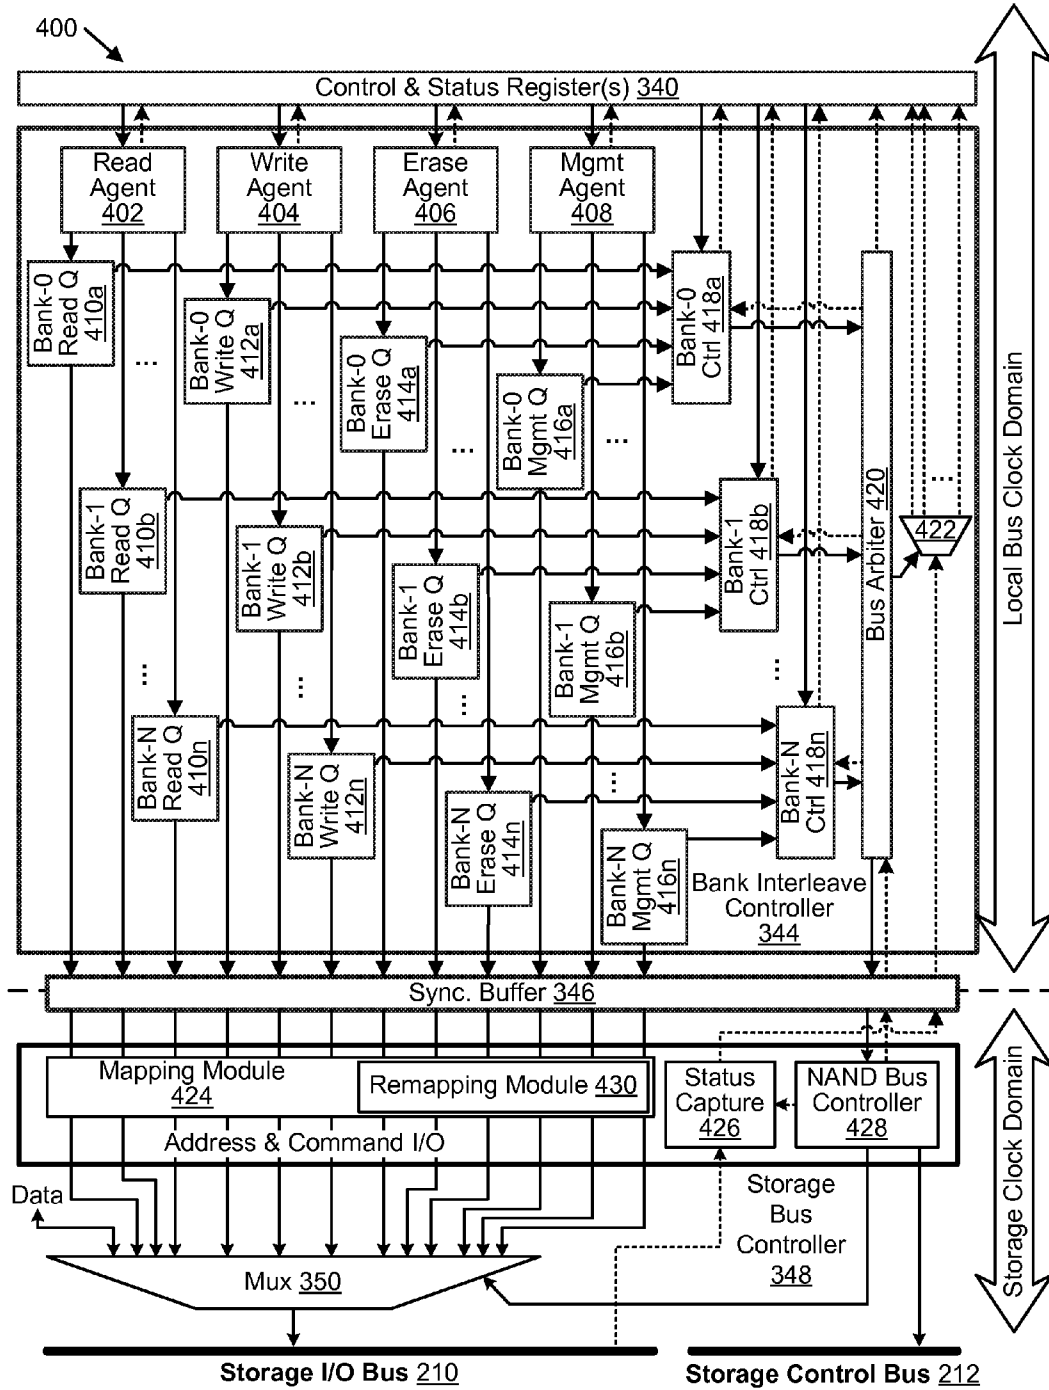 400
Control & Status Register(s) 340
Read
Agent
402
Write
Agent
404
Erase
Agent
406
Mgmt
Agent
408
Bank-0
Read Q
410a
Bank-0
Write Q
412a
Bank-0
Erase Q
414a
Bank-0
Mgmt Q
416a
Bank-0
Ctrl 418a
...
...
...
...
Bank-1
Read Q
410b
Bank-1
Write Q
412b
Bank-1
Erase Q
414b
Bank-1
Mgmt Q
416b
Bank-1
Ctrl 418b
Bus Arbiter 420
...
422
...
...
...
...
...
Bank-N
Read Q
410n
Bank-N
Write Q
412n
Bank-N
Erase Q
414n
Bank-N
Mgmt Q
416n
Bank-N
Ctrl 418n
Bank Interleave
Controller
344
Local Bus Clock Domain
Sync. Buffer 346
Mapping Module
424
Remapping Module 430
Status
Capture
426
NAND Bus
Controller
428
Address & Command I/O
Data
Storage
Bus
Controller
348
Storage Clock Domain
Mux 350
Storage I/O Bus 210
Storage Control Bus 212